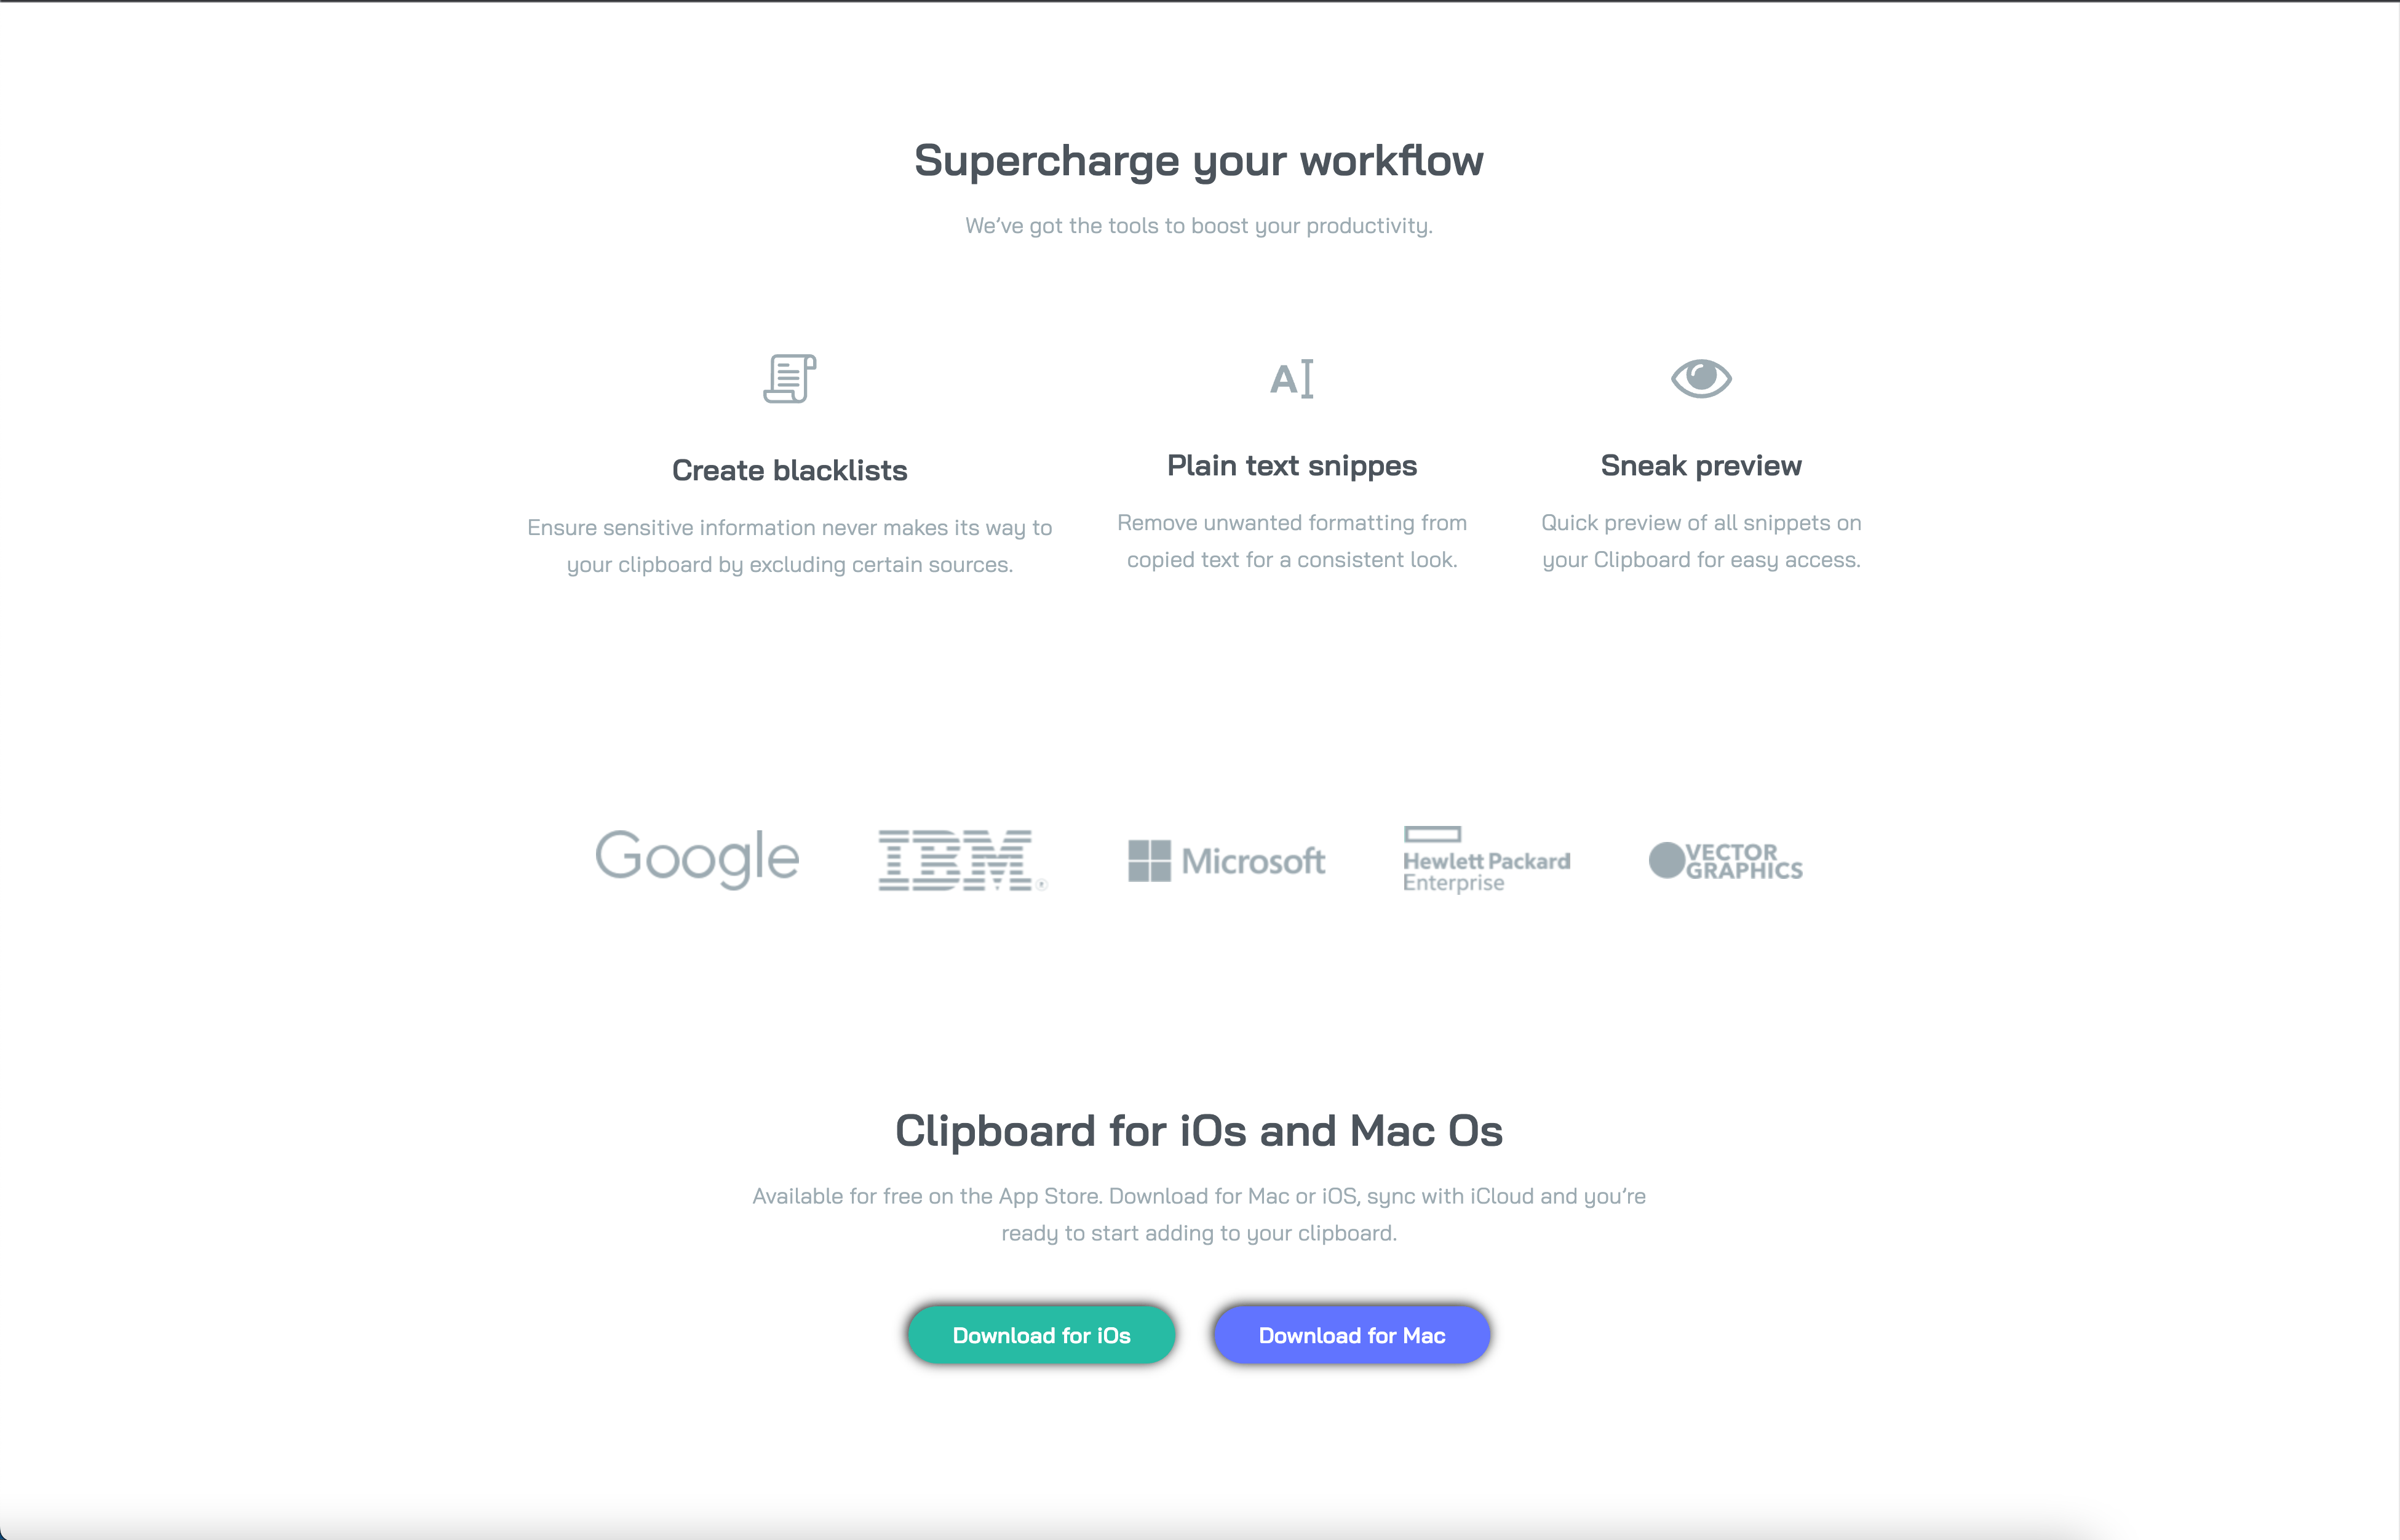 Supercharge your workflow
We’ve got the tools to boost your productivity.
A
Create blacklists
Ensure sensitive information never makes its way to
your clipboard by excluding certain sources.
Plain text snippes
Remove unwanted formatting from
copied text for a consistent look.
Sneak preview
Quick preview of all snippets on
your Clipboard for easy access.
Google
IBM®
Microsoft
Hewlett Packard
Enterprise
VECTOR
GRAPHICS
Clipboard for iOs and Mac Os
Available for free on the App Store. Download for Mac or iOS, sync with iCloud and you’re
ready to start adding to your clipboard.
Download for iOs
Download for Mac